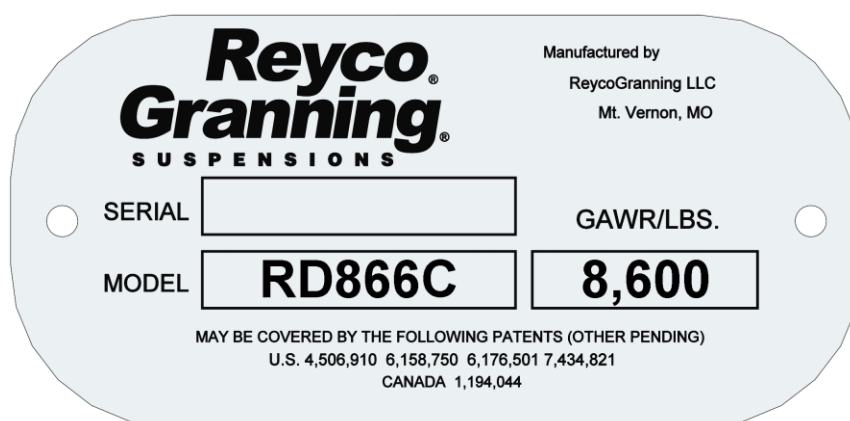 Reyco®
Granning®
SUSPENSIONS
Manufactured by
ReycoGranning LLC
Mt. Vernon, MO
SERIAL
GAWR/LBS.
MODEL RD866C 8,600
MAY BE COVERED BY THE FOLLOWING PATENTS (OTHER PENDING)
U.S. 4,506,910 6,158,750 6,176,501 7,434,821
CANADA 1,194,044